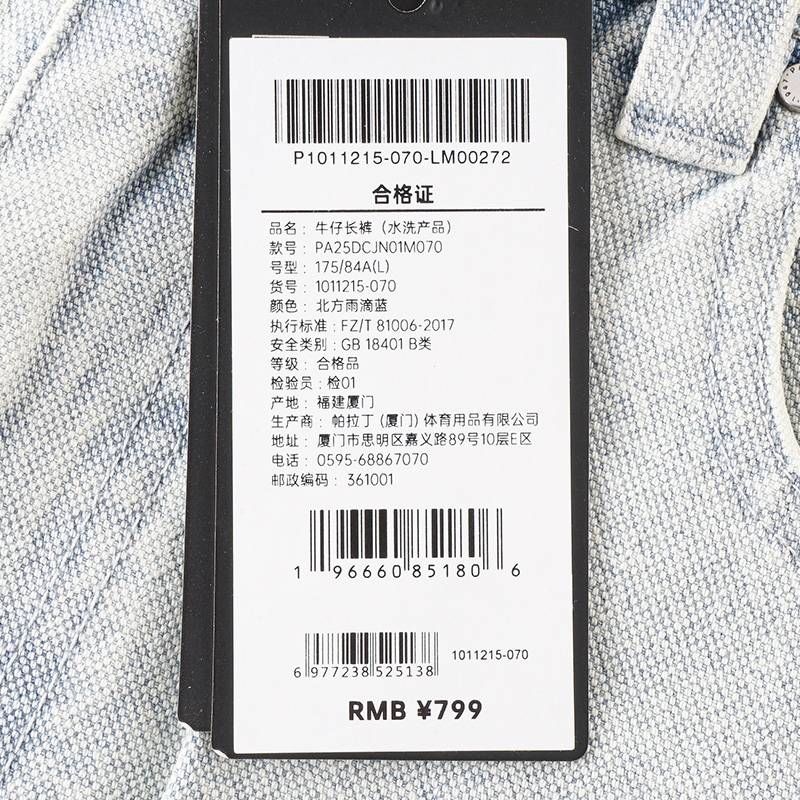 P1011215-070-LM00272
合格证
品名：牛仔长裤（水洗产品）
款号：PA25DCJN01M070
号型：175/84A(L)
货号：1011215-070
颜色：北方雨滴蓝
执行标准：FZ/T 81006-2017
安全类别：GB 18401 B类
等级：合格品
检验员：检01
产地：福建厦门
生产商：帕拉丁（厦门）体育用品有限公司
地址：厦门市思明区嘉义路89号10层E区
电话：0595-68867070
邮政编码：361001
1 96660 85180 6
6 977238 525138
1011215-070
RMB ¥799